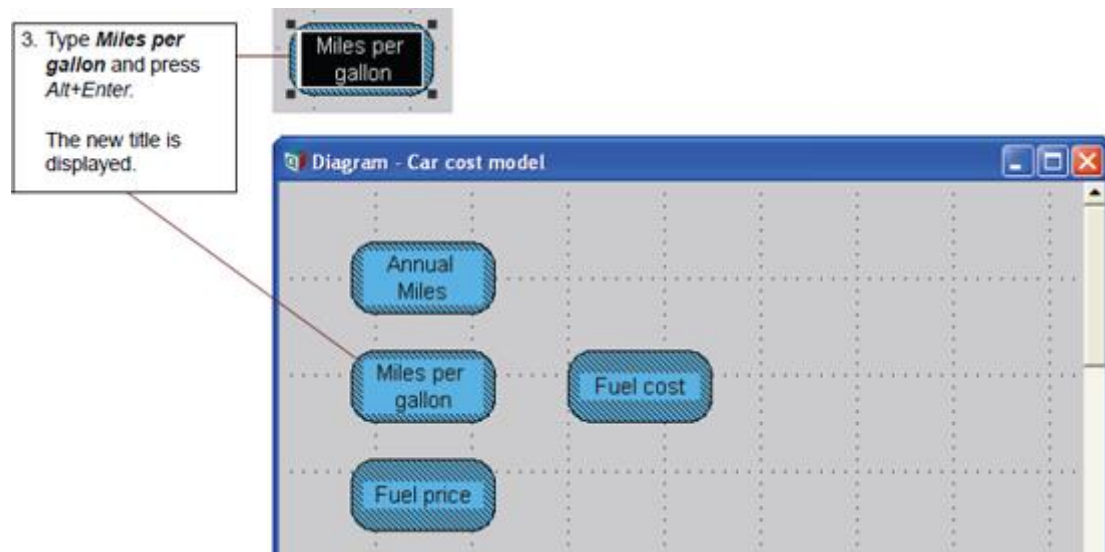 3. Type Miles per
gallon and press
Alt+Enter.
The new title is
displayed.
Miles per
gallon
Diagram - Car cost model
Annual
Miles
Miles per
gallon
Fuel cost
Fuel price